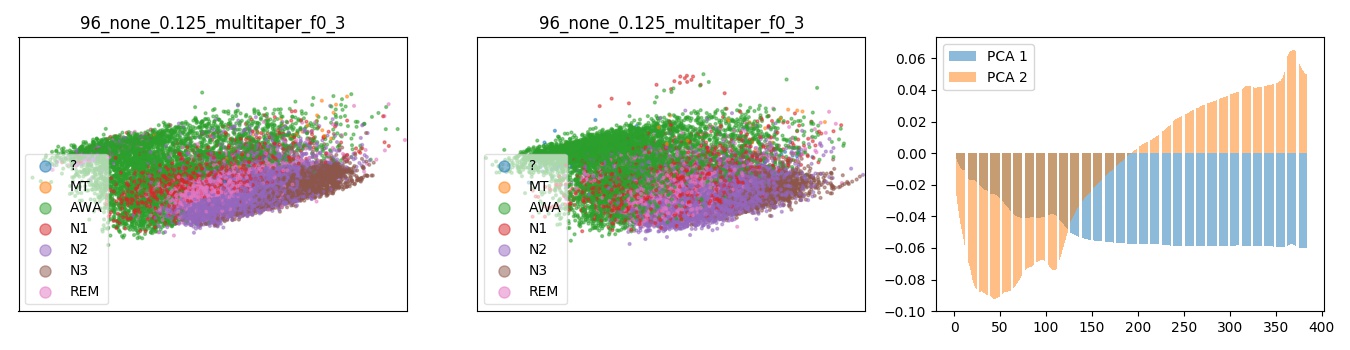 96_none_0.125_multitaper_f0_3
?
MT
AWA
N1
N2
N3
REM
96_none_0.125_multitaper_f0_3
?
MT
AWA
N1
N2
N3
REM
PCA 1
PCA 2
0.06
0.04
0.02
0.00
−0.02
−0.04
−0.06
−0.08
−0.10
0 50 100 150 200 250 300 350 400